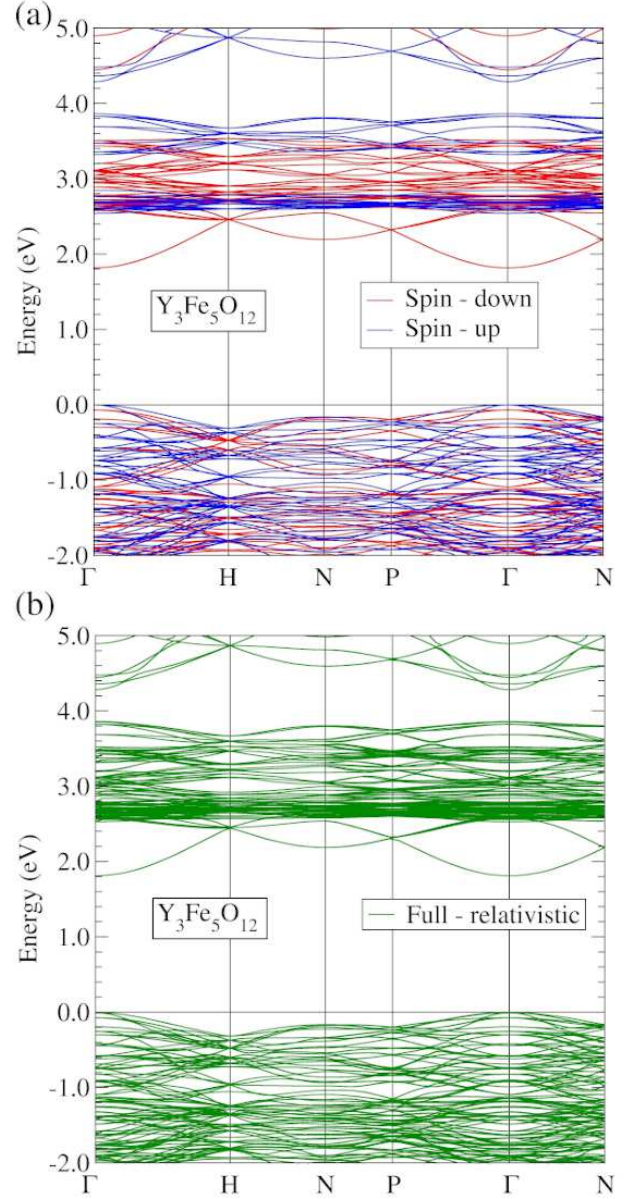 (a)
5.0
4.0
3.0
2.0
1.0
0.0
-1.0
-2.0
Energy (eV)
Y₃Fe₅O₁₂
Spin - down
Spin - up
Γ H N P Γ N
(b)
5.0
4.0
3.0
2.0
1.0
0.0
-1.0
-2.0
Energy (eV)
Y₃Fe₅O₁₂
Full - relativistic
Γ H N P Γ N